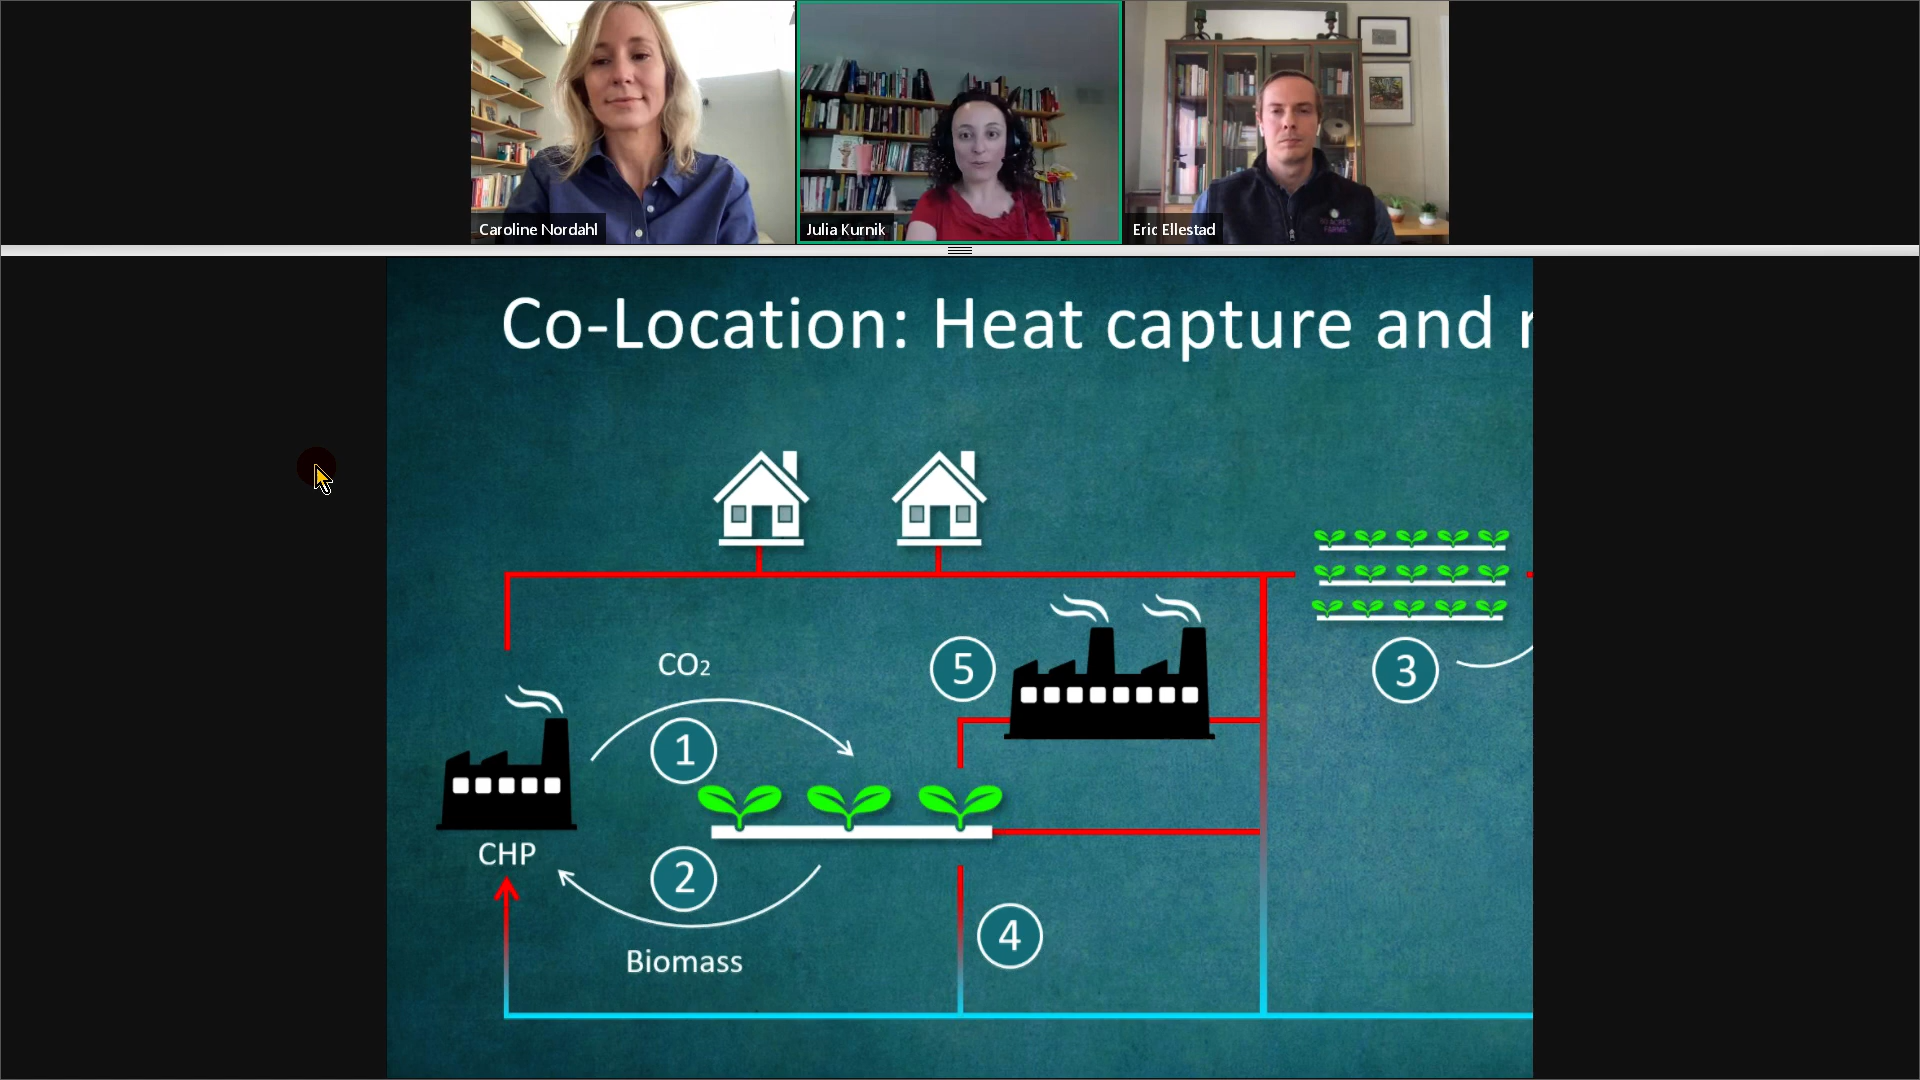 Caroline Nordahl
Julia Kurnik
Eric Ellestad
Co-Location: Heat capture and
CO2
5
3
1
CHP
2
4
Biomass